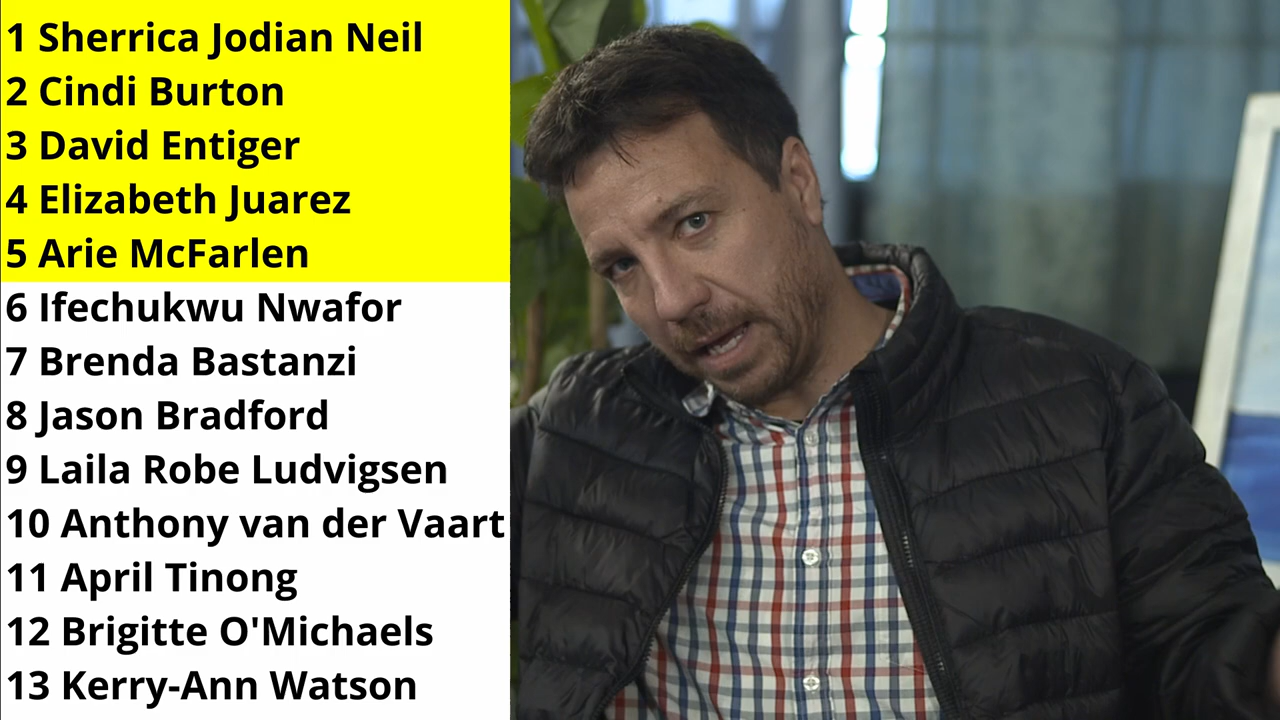 1 Sherrica Jodian Neil
2 Cindi Burton
3 David Entiger
4 Elizabeth Juarez
5 Arie McFarlen
6 Ifechukwu Nwafor
7 Brenda Bastanzi
8 Jason Bradford
9 Laila Robe Ludvigsen
10 Anthony van der Vaart
11 April Tinong
12 Brigitte O'Michaels
13 Kerry-Ann Watson